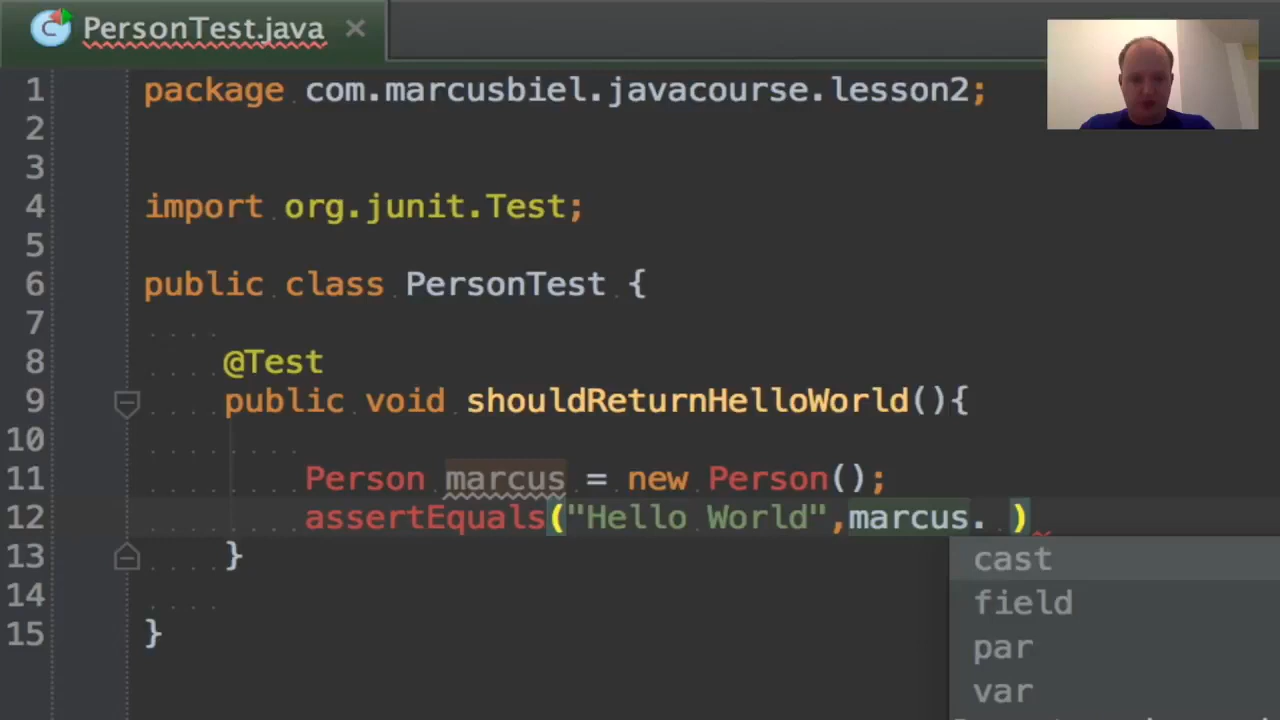 PersonTest.java
1 package com.marcusbiel.javacourse.lesson2;
2
3
4 import org.junit.Test;
5
6 public class PersonTest {
7
8 @Test
9 public void shouldReturnHelloWorld(){
10
11 Person marcus = new Person();
12 assertEquals("Hello World",marcus. )
13 }
14
15 }
cast
field
par
var